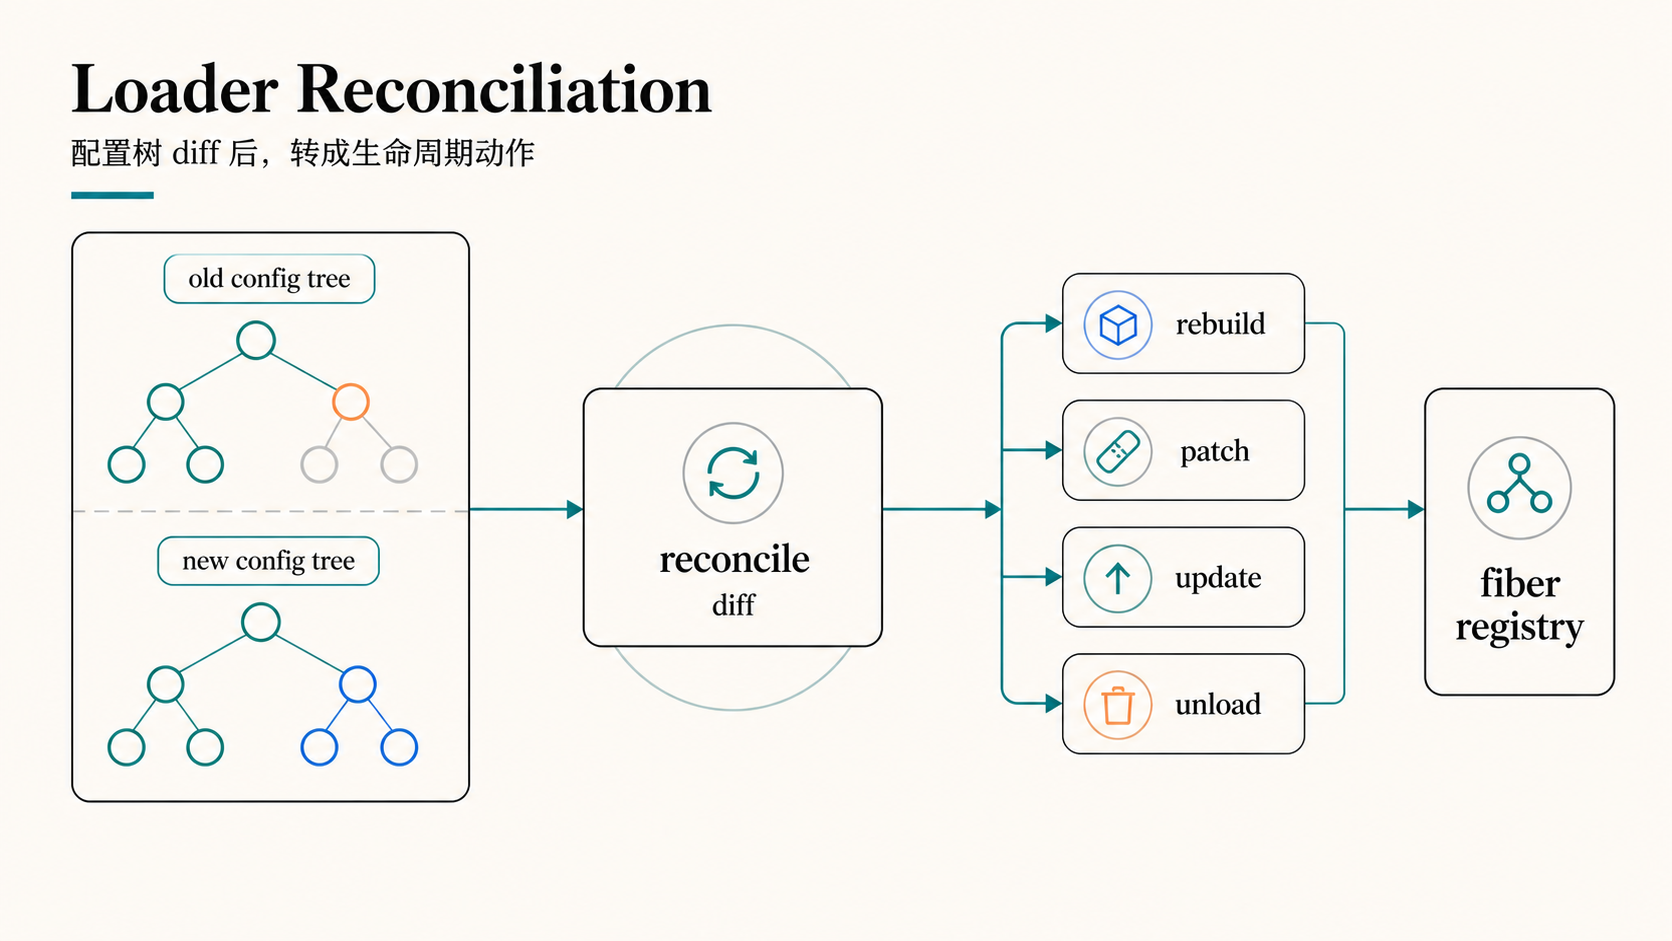 Loader Reconciliation
配置树 diff 后，转成生命周期动作
old config tree
new config tree
reconcile
diff
rebuild
patch
update
unload
fiber
registry